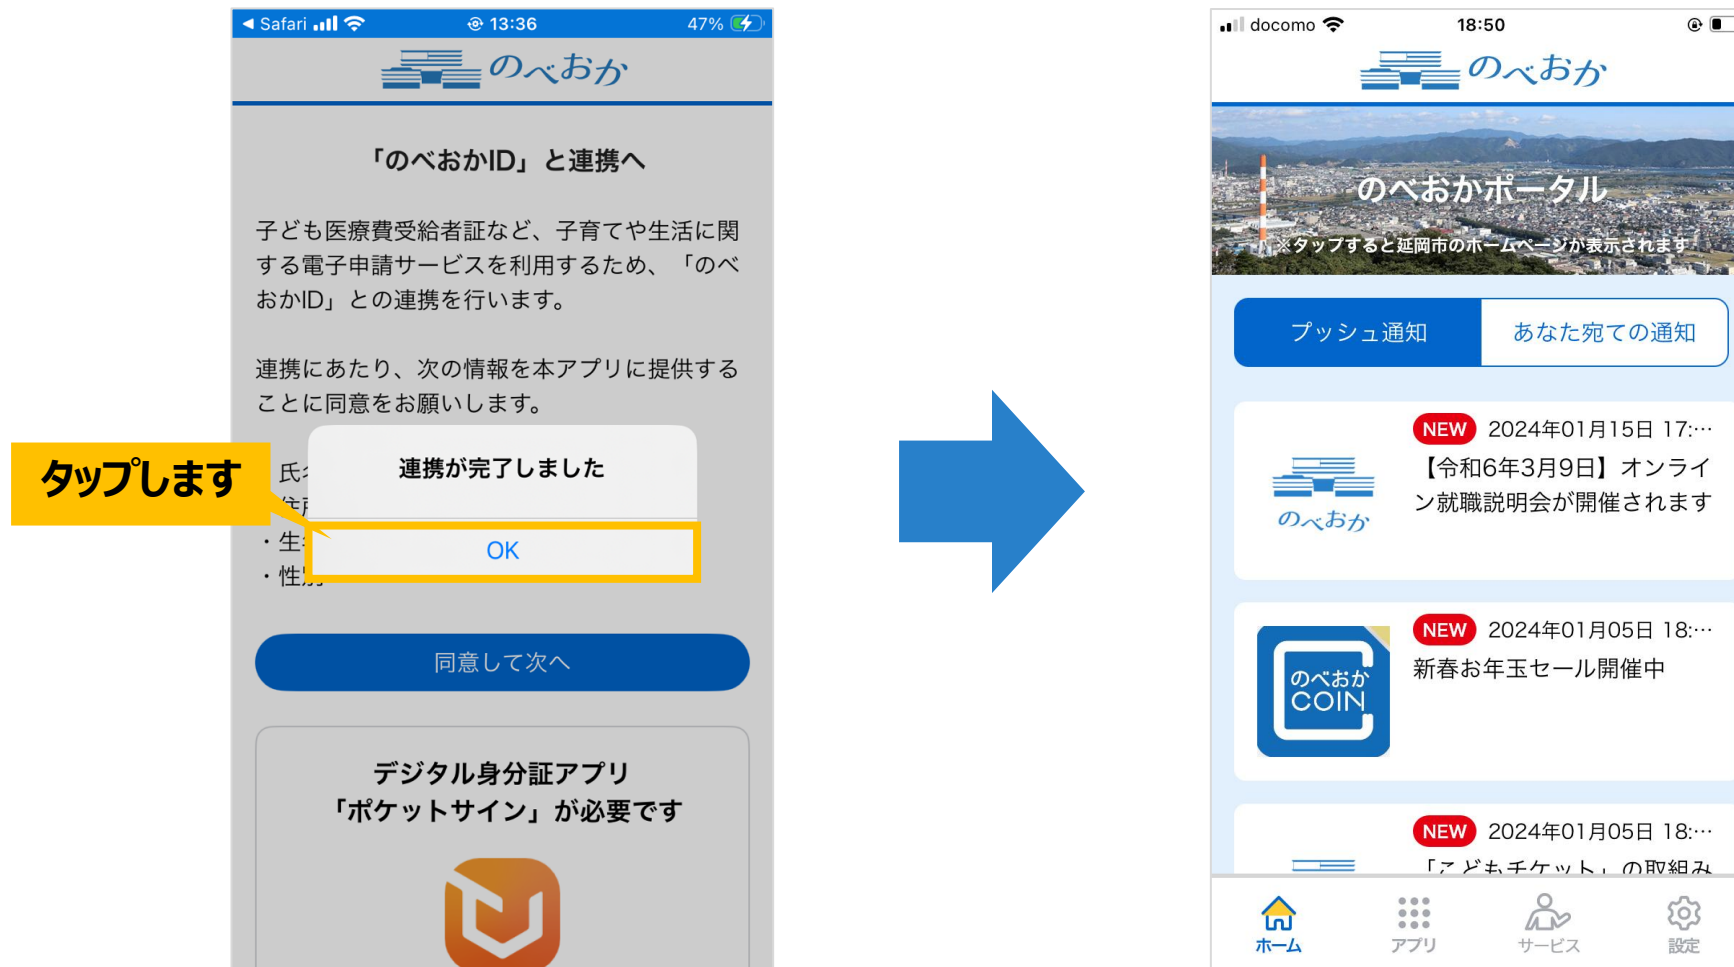 ◀ Safari
13:36
47%
のべおか
「のべおかID」と連携へ
子ども医療費受給者証など、子育てや生活に関
する電子申請サービスを利用するため、「のべ
おかID」との連携を行います。
連携にあたり、次の情報を本アプリに提供する
ことに同意をお願いします。
タップします
連携が完了しました
OK
・生
・性別
同意して次へ
デジタル身分証アプリ
「ポケットサイン」が必要です
docomo
18:50
のべおか
のべおかポータル
※タップすると延岡市のホームページが表示されます
プッシュ通知
あなた宛ての通知
のべおか
NEW 2024年01月15日 17:…
【令和6年3月9日】オンライ
ン就職説明会が開催されます
のべおか
COIN
NEW 2024年01月05日 18:…
新春お年玉セール開催中
NEW 2024年01月05日 18:…
「こどもチケット」の取組み
ホーム
アプリ
サービス
設定